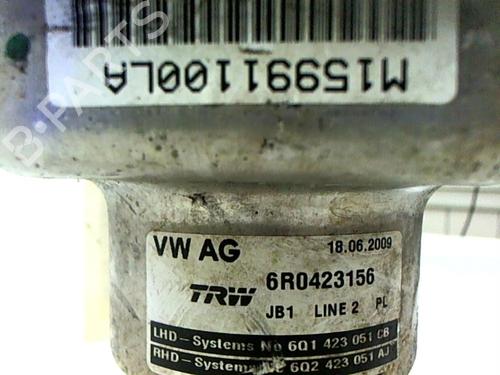 M15991100LA
B-PARTS
VW AG 18.06.2009
TRW 6R0423156
JB1 LINE 2 PL
LHD-Systems No 6Q1 423 051 CB
RHD-Systems No 6Q2 423 051 AJ